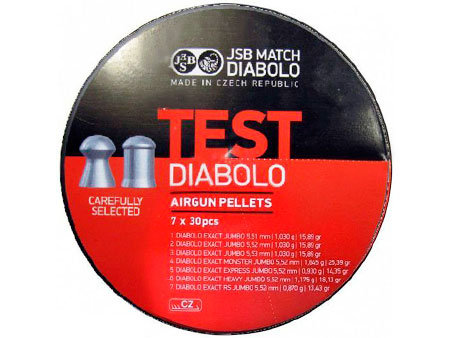 JSB
JSB MATCH
DIABOLO
MADE IN CZECH REPUBLIC
TEST
DIABOLO
CAREFULLY
SELECTED
AIRGUN PELLETS
7 x 30pcs
1 DIABOLO EXACT JUMBO 5,51 mm | 1,030 g | 15,89 gr
2 DIABOLO EXACT JUMBO 5,52 mm | 1,030 g | 15,89 gr
3 DIABOLO EXACT JUMBO 5,53 mm | 1,030 g | 15,89 gr
4 DIABOLO EXACT MONSTER JUMBO 5,52 mm | 1,645 g | 25,39 gr
5 DIABOLO EXACT EXPRESS JUMBO 5,52 mm | 0,930 g | 14,35 gr
6 DIABOLO EXACT HEAVY JUMBO 5,52 mm | 1,175 g | 18,13 gr
7 DIABOLO EXACT RS JUMBO 5,52 mm | 0,870 g | 13,43 gr
CZ